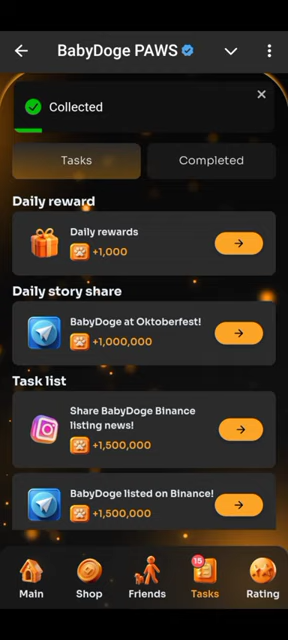 BabyDoge PAWS
Collected
Tasks
Completed
Daily reward
Daily rewards
+1,000
Daily story share
BabyDoge at Oktoberfest!
+1,000,000
Task list
Share BabyDoge Binance
listing news!
+1,500,000
BabyDoge listed on Binance!
+1,500,000
15
Main
Shop
Friends
Tasks
Rating